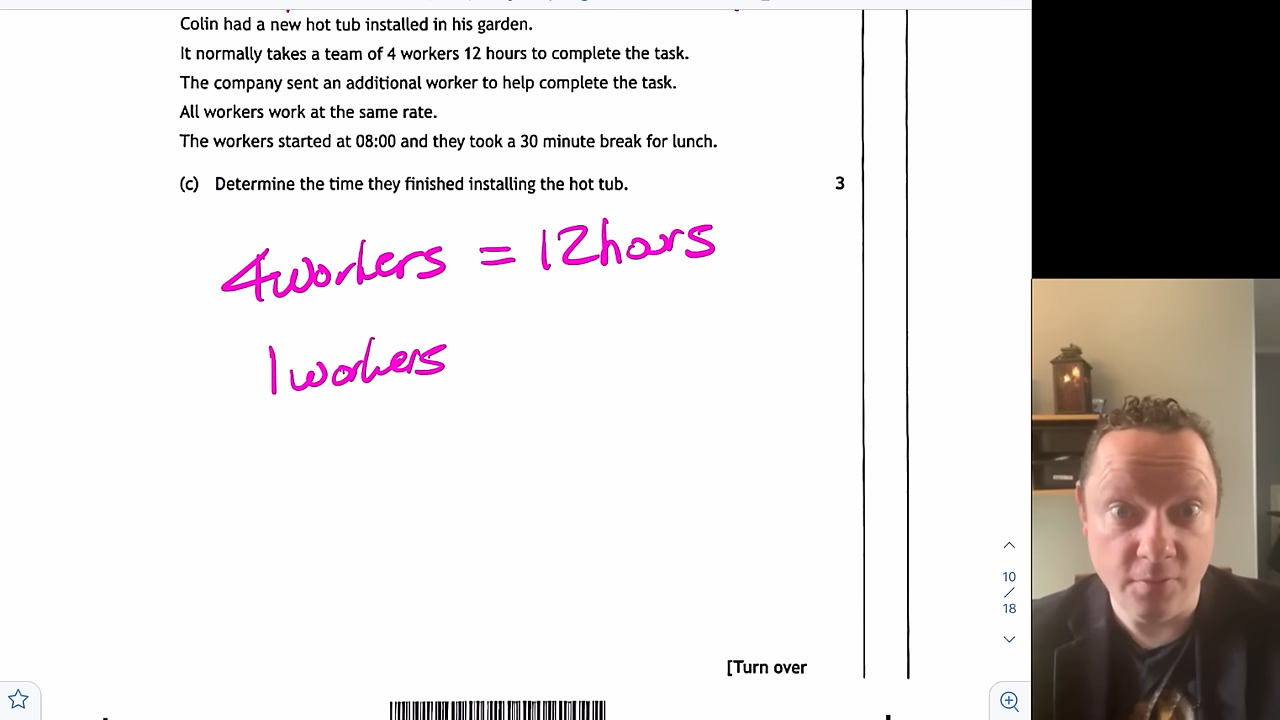 Colin had a new hot tub installed in his garden.
It normally takes a team of 4 workers 12 hours to complete the task.
The company sent an additional worker to help complete the task.
All workers work at the same rate.
The workers started at 08:00 and they took a 30 minute break for lunch.
(c) Determine the time they finished installing the hot tub. 3
4workers = 12hours
1workers
10
/
18
[Turn over